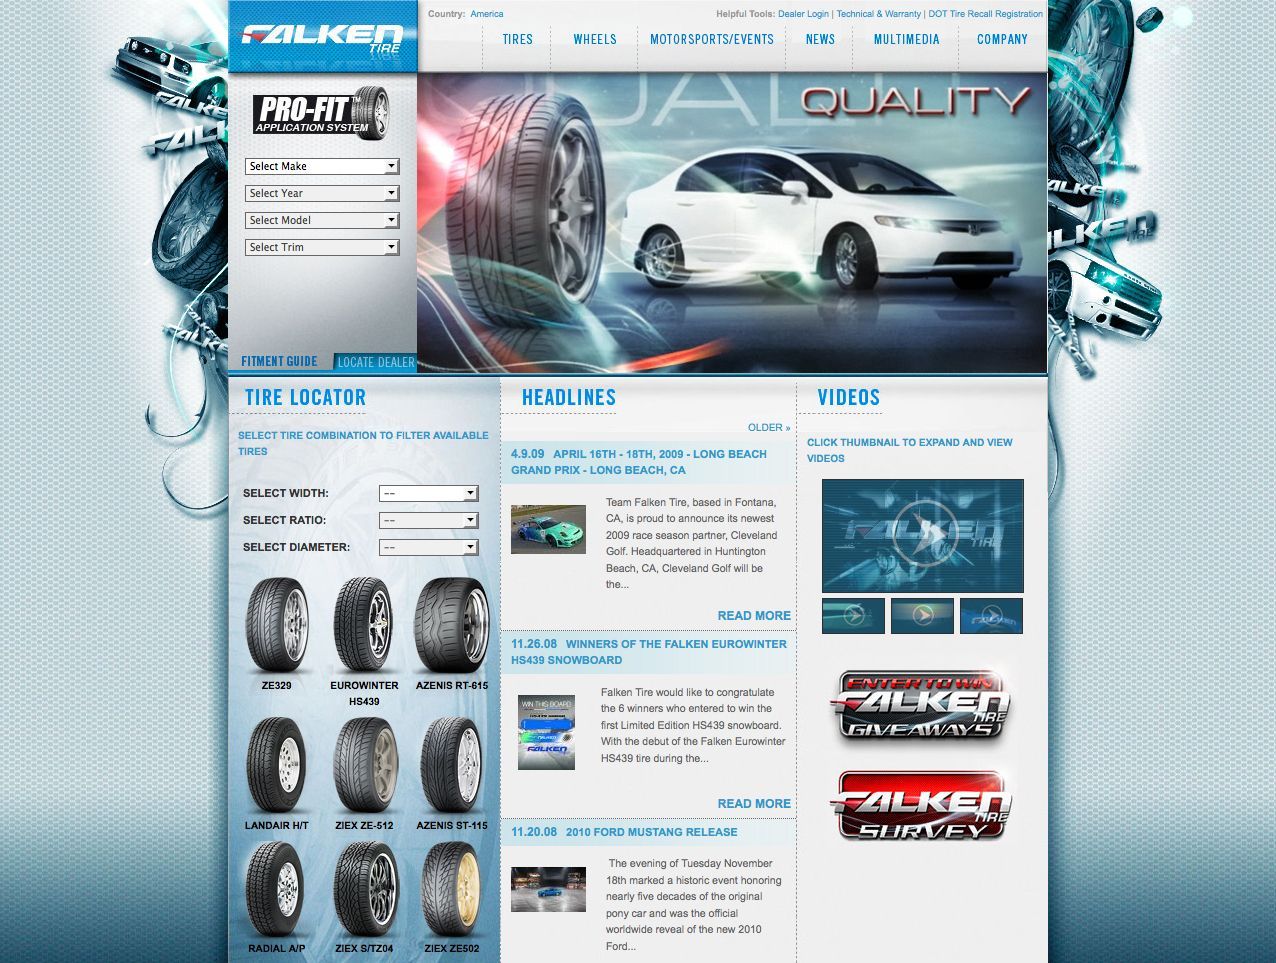 FALKEN
TIRE
Country: America
Helpful Tools: Dealer Login | Technical & Warranty | DOT Tire Recall Registration
TIRES
WHEELS
MOTORSPORTS/EVENTS
NEWS
MULTIMEDIA
COMPANY
PRO-FIT™
APPLICATION SYSTEM
Select Make
Select Year
Select Model
Select Trim
FITMENT GUIDE
LOCATE DEALER
QUALITY
TIRE LOCATOR
SELECT TIRE COMBINATION TO FILTER AVAILABLE
TIRES
SELECT WIDTH: --
SELECT RATIO: --
SELECT DIAMETER: --
ZE329
EUROWINTER
HS439
AZENIS RT-615
LANDAIR H/T
ZIEX ZE-512
AZENIS ST-115
RADIAL A/P
ZIEX S/TZ04
ZIEX ZE502
HEADLINES
OLDER »
4.9.09 APRIL 16TH - 18TH, 2009 - LONG BEACH
GRAND PRIX - LONG BEACH, CA
Team Falken Tire, based in Fontana,
CA, is proud to announce its newest
2009 race season partner, Cleveland
Golf. Headquartered in Huntington
Beach, CA, Cleveland Golf will be
the...
READ MORE
11.26.08 WINNERS OF THE FALKEN EUROWINTER
HS439 SNOWBOARD
WIN THIS BOARD
FALKEN
Falken Tire would like to congratulate
the 6 winners who entered to win the
first Limited Edition HS439 snowboard.
With the debut of the Falken Eurowinter
HS439 tire during the...
READ MORE
11.20.08 2010 FORD MUSTANG RELEASE
The evening of Tuesday November
18th marked a historic event honoring
nearly five decades of the original
pony car and was the official
worldwide reveal of the new 2010
Ford...
VIDEOS
CLICK THUMBNAIL TO EXPAND AND VIEW
VIDEOS
FALKEN
TIRE
FALKEN
ENTER TO WIN
FALKEN
TIRE
GIVEAWAYS
FALKEN
TIRE
SURVEY